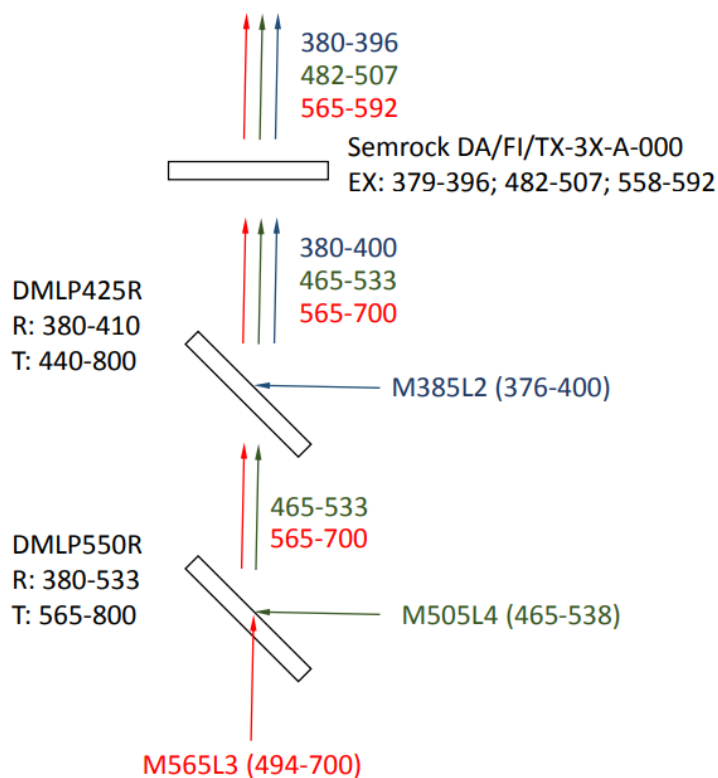 380-396
482-507
565-592
Semrock DA/FI/TX-3X-A-000
EX: 379-396; 482-507; 558-592
380-400
465-533
565-700
DMLP425R
R: 380-410
T: 440-800
M385L2 (376-400)
465-533
565-700
DMLP550R
R: 380-533
T: 565-800
M505L4 (465-538)
M565L3 (494-700)